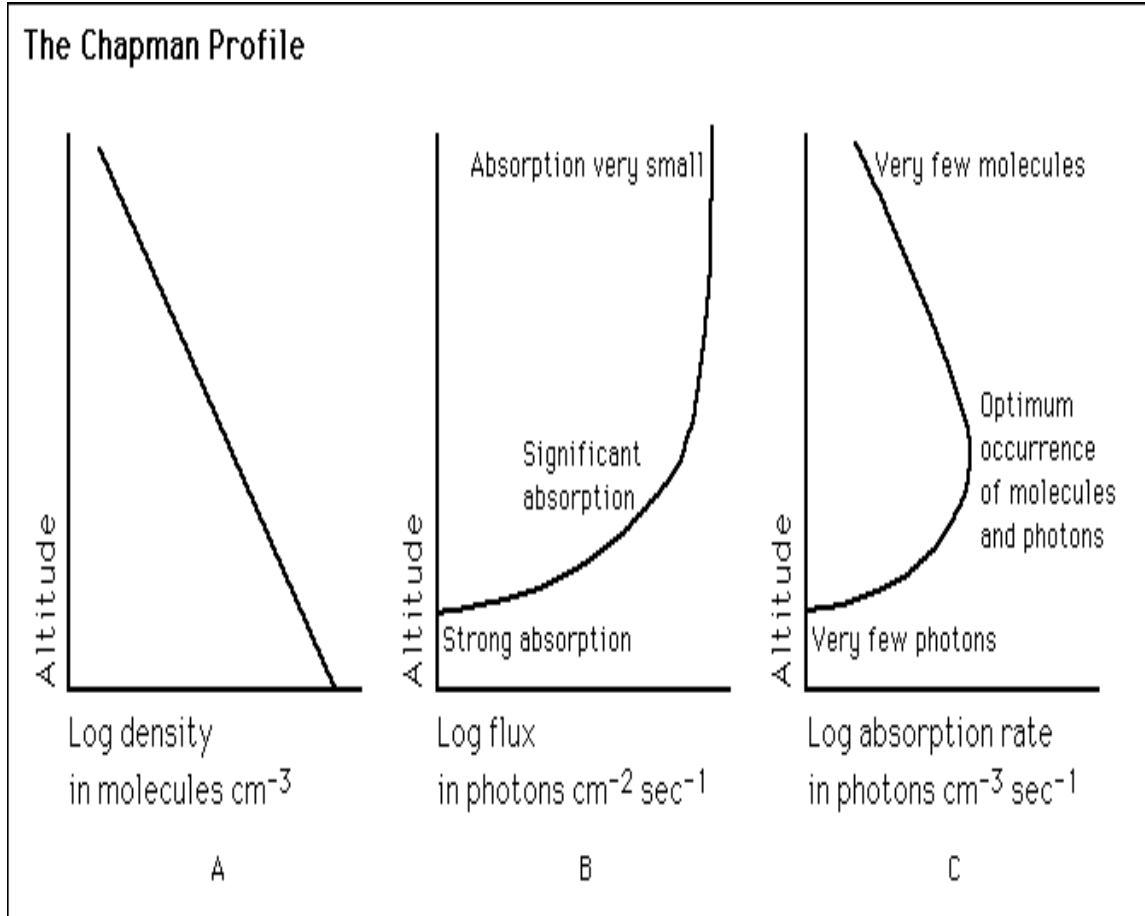 The Chapman Profile
Altitude
Log density
in molecules cm⁻³
A
Absorption very small
Significant
absorption
Strong absorption
Altitude
Log flux
in photons cm⁻² sec⁻¹
B
Very few molecules
Optimum
occurrence
of molecules
and photons
Very few photons
Altitude
Log absorption rate
in photons cm⁻³ sec⁻¹
C